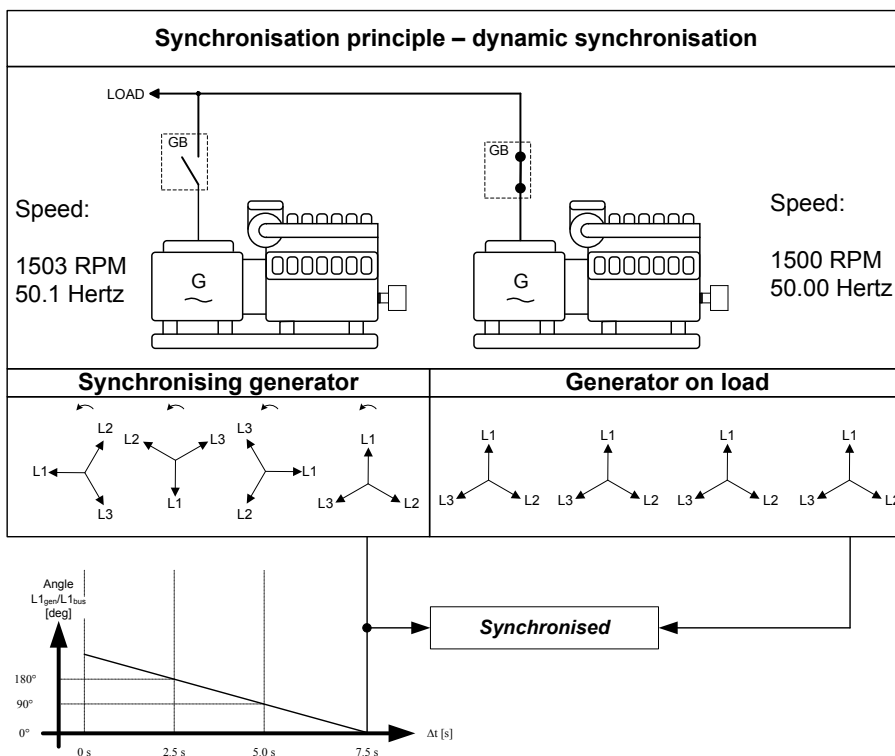 Synchronisation principle – dynamic synchronisation
LOAD
GB
GB
Speed:
1503 RPM
50.1 Hertz
G
G
Speed:
1500 RPM
50.00 Hertz
Synchronising generator
Generator on load
L2
L1
L3
L2
L3
L1
L3
L1
L2
L1
L3
L2
L1
L3
L2
L1
L3
L2
L1
L3
L2
L1
L3
L2
Angle
L1gen/L1bus
[deg]
180°
90°
0°
0 s
2.5 s
5.0 s
7.5 s
Δt [s]
Synchronised